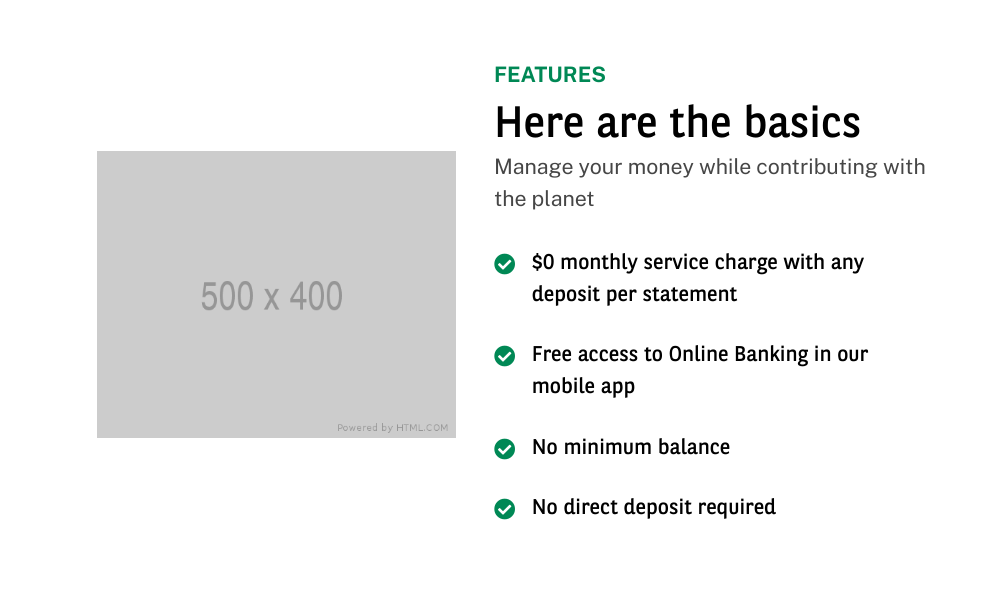 FEATURES
Here are the basics
Manage your money while contributing with
the planet
500 x 400
Powered by HTML.COM
$0 monthly service charge with any
deposit per statement
Free access to Online Banking in our
mobile app
No minimum balance
No direct deposit required